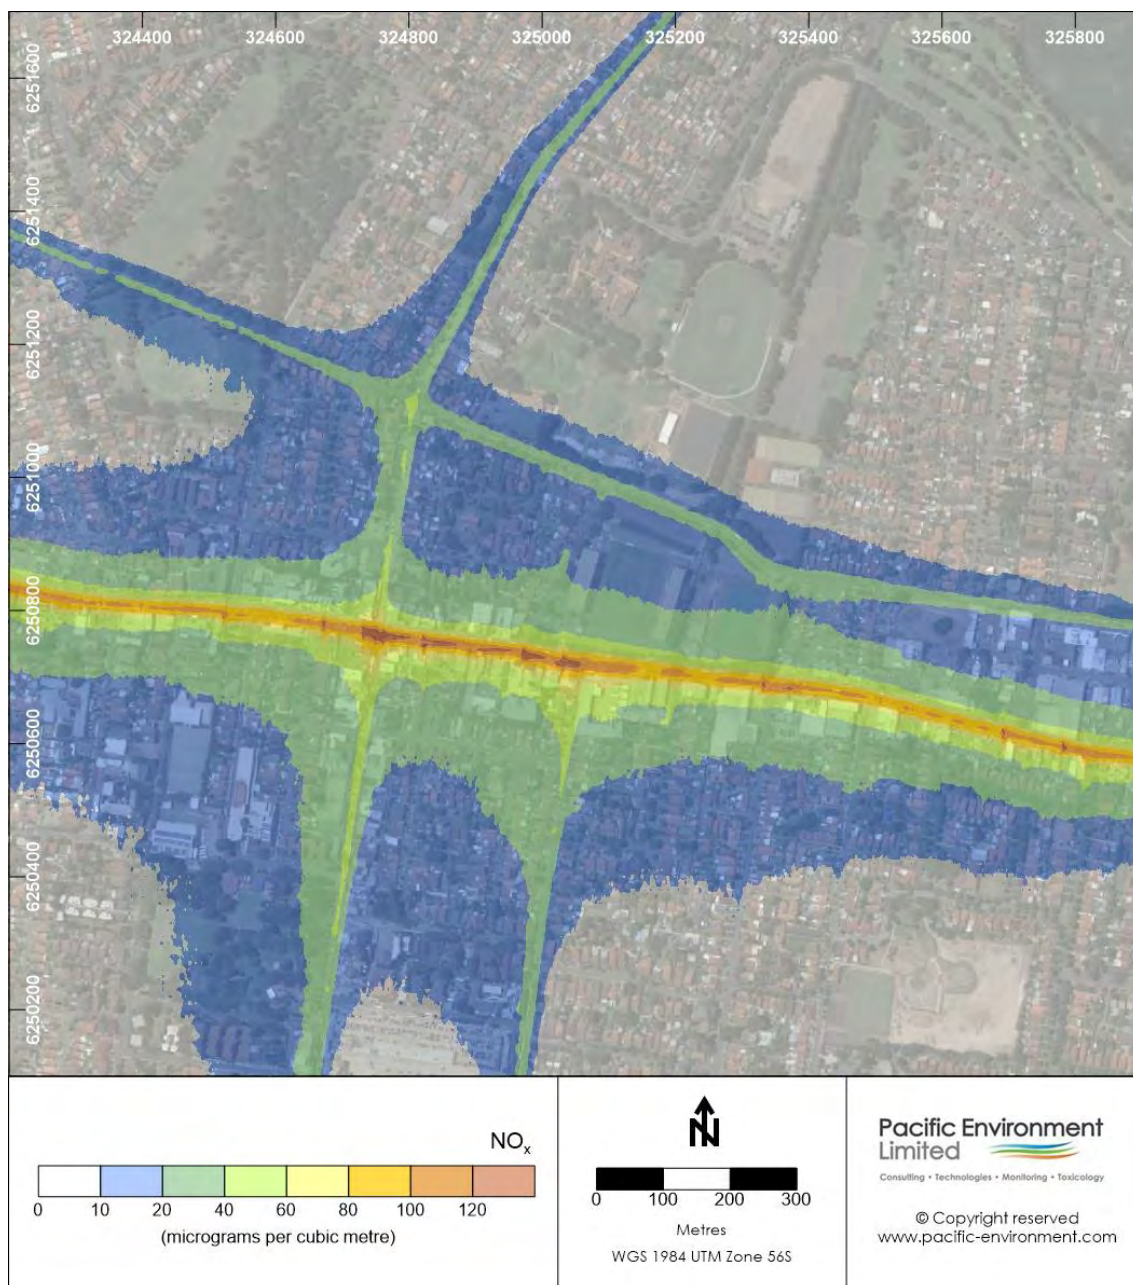 324400 324600 324800 325000 325200 325400 325600 325800
6251600
6251400
6251200
6251000
6250800
6250600
6250400
6250200
NOx
0 10 20 40 60 80 100 120
(micrograms per cubic metre)
N
0 100 200 300
Metres
WGS 1984 UTM Zone 56S
Pacific Environment
Limited
Consulting • Technologies • Monitoring • Toxicology
© Copyright reserved
www.pacific-environment.com